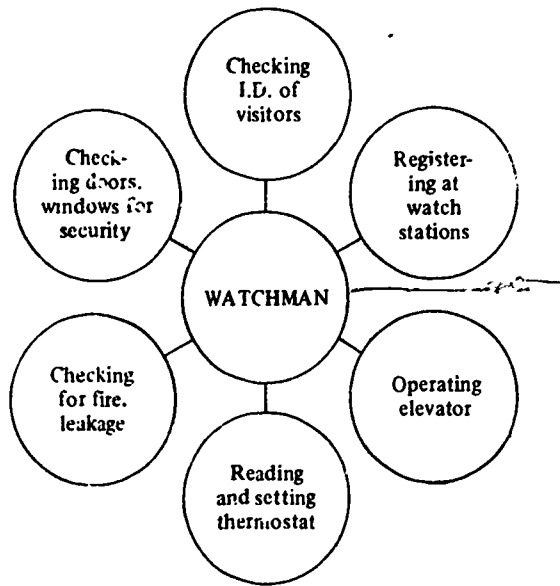 Checking
I.D. of
visitors
Register-
ing at
watch
stations
Operating
elevator
Reading
and setting
thermostat
Checking
for fire.
leakage
Check-
ing doors.
windows for
security
WATCHMAN